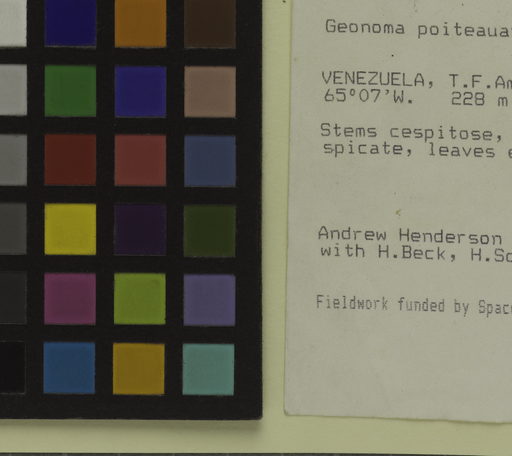 Geonoma poiteaua
VENEZUELA, T.F.Am
65°07'W. 228 m
Stems cespitose,
spicate, leaves
Andrew Henderson
with H.Beck, H.Sc
Fieldwork funded by Space